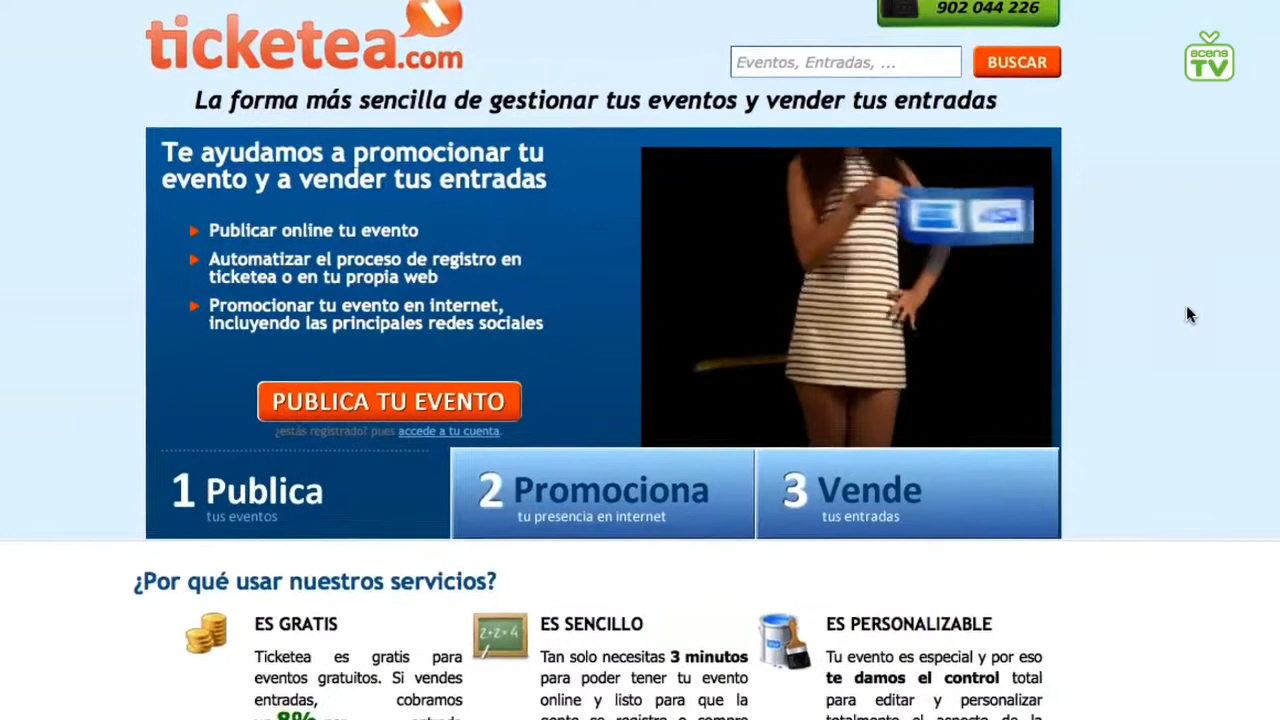 902 044 226
ticketea.com
acens
TV
Eventos, Entradas, ...
BUSCAR
La forma más sencilla de gestionar tus eventos y vender tus entradas
Te ayudamos a promocionar tu
evento y a vender tus entradas
Publicar online tu evento
Automatizar el proceso de registro en
ticketea o en tu propia web
Promocionar tu evento en internet,
incluyendo las principales redes sociales
PUBLICA TU EVENTO
¿estás registrado? pues accede a tu cuenta.
1 Publica
tus eventos
2 Promociona
tu presencia en internet
3 Vende
tus entradas
¿Por qué usar nuestros servicios?
ES GRATIS
Ticketea es gratis para
eventos gratuitos. Si vendes
entradas, cobramos
8%
2+2=4
ES SENCILLO
Tan solo necesitas 3 minutos
para poder tener tu evento
online y listo para que la
ES PERSONALIZABLE
Tu evento es especial y por eso
te damos el control total
para editar y personalizar